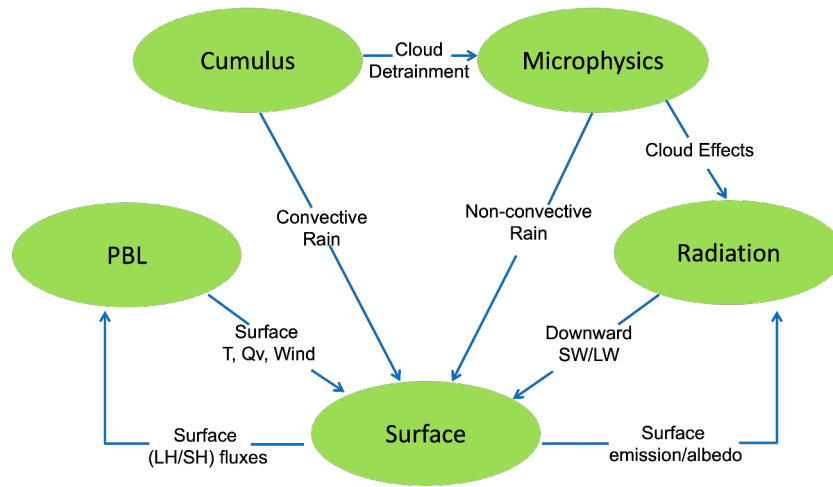 Cumulus
Cloud
Detrainment
Microphysics
Cloud Effects
Convective
Rain
Non-convective
Rain
PBL
Radiation
Surface
T, Qv, Wind
Downward
SW/LW
Surface
(LH/SH) fluxes
Surface
Surface
emission/albedo